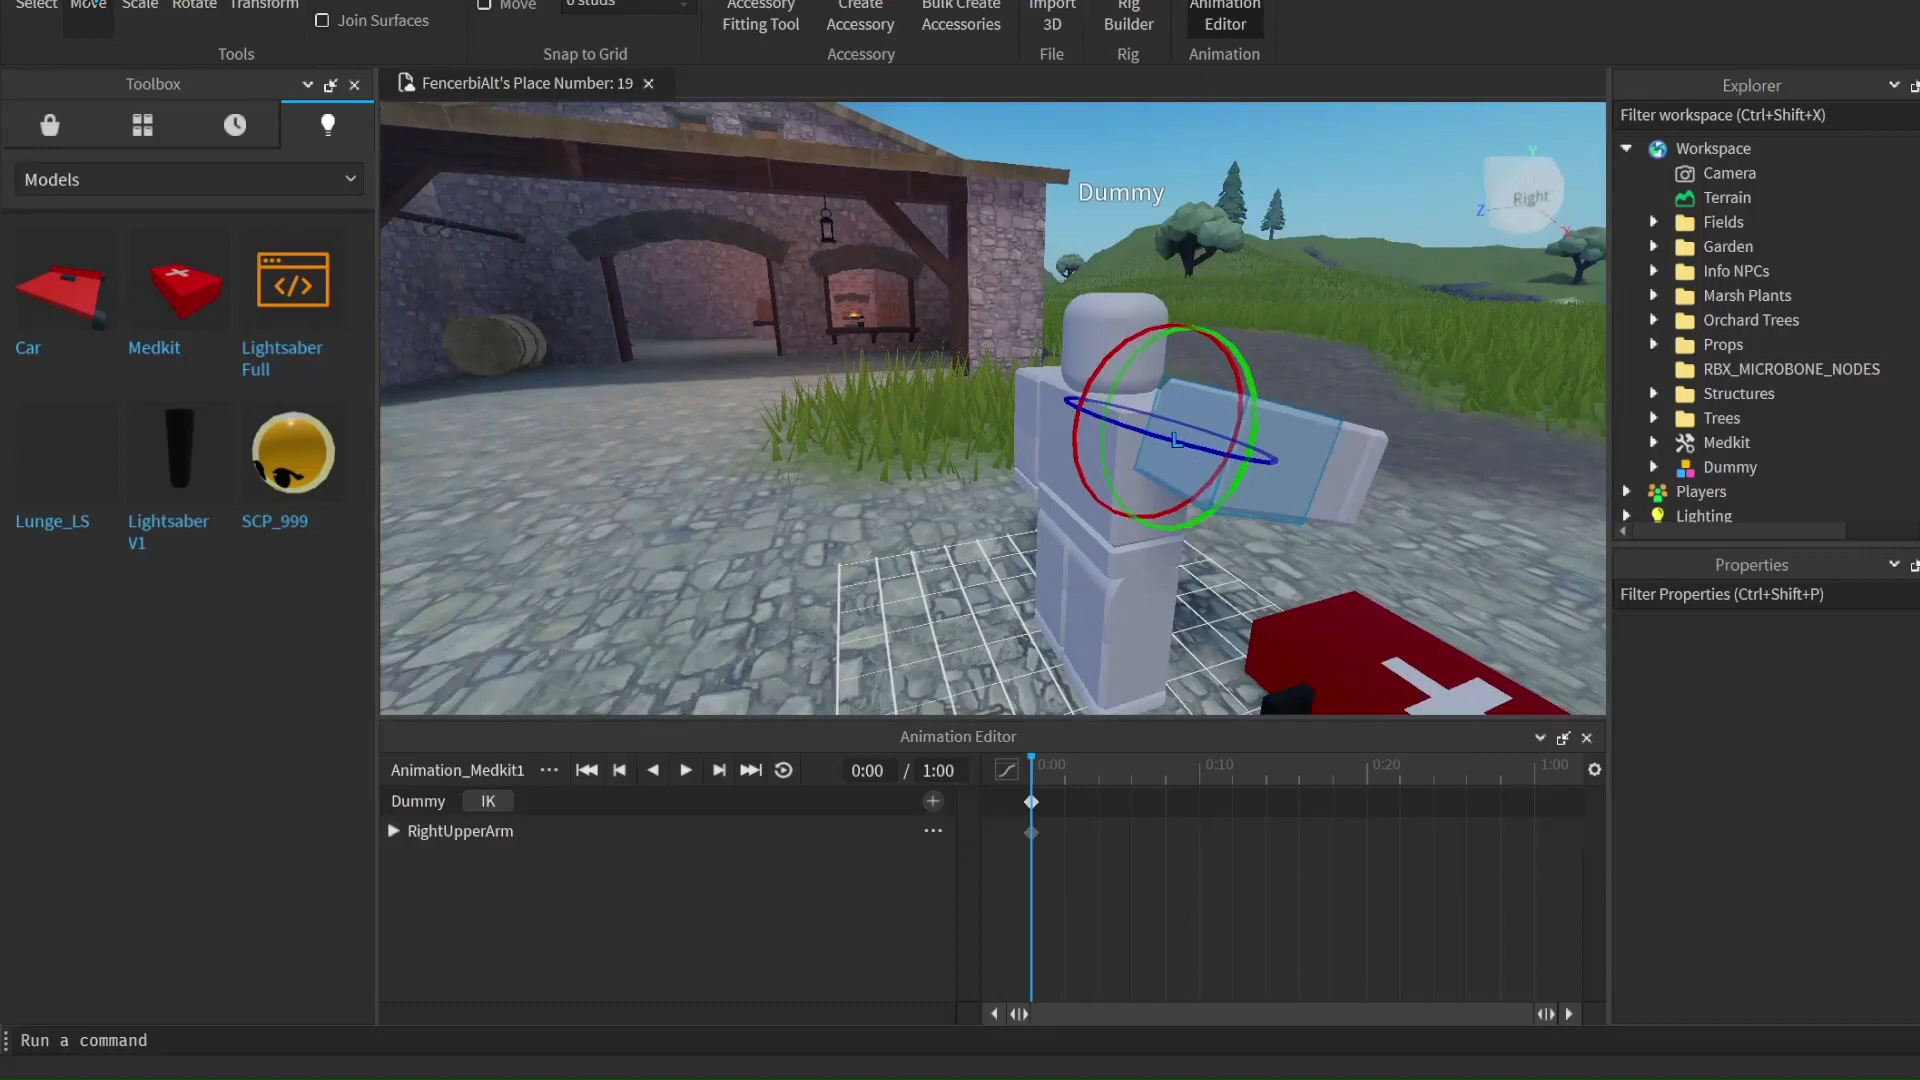 Select Move Scale Rotate Transform
Join Surfaces
Tools
Move 0 studs
Snap to Grid
Accessory Fitting Tool
Create Accessory
Bulk Create Accessories
Accessory
Import 3D
File
Rig Builder
Rig
Animation Editor
Animation
Toolbox
FencerbiAlt's Place Number: 19
Models
Car
Medkit
Lightsaber Full
Lunge_LS
Lightsaber V1
SCP_999
Dummy
Y
Right
Z
X
L
Explorer
Filter workspace (Ctrl+Shift+X)
Workspace
Camera
Terrain
Fields
Garden
Info NPCs
Marsh Plants
Orchard Trees
Props
RBX_MICROBONE_NODES
Structures
Trees
Medkit
Dummy
Players
Lighting
Properties
Filter Properties (Ctrl+Shift+P)
Animation Editor
Animation_Medkit1 ··· 0:00 / 1:00
0:00 0:10 0:20 1:00
Dummy IK
RightUpperArm ···
Run a command